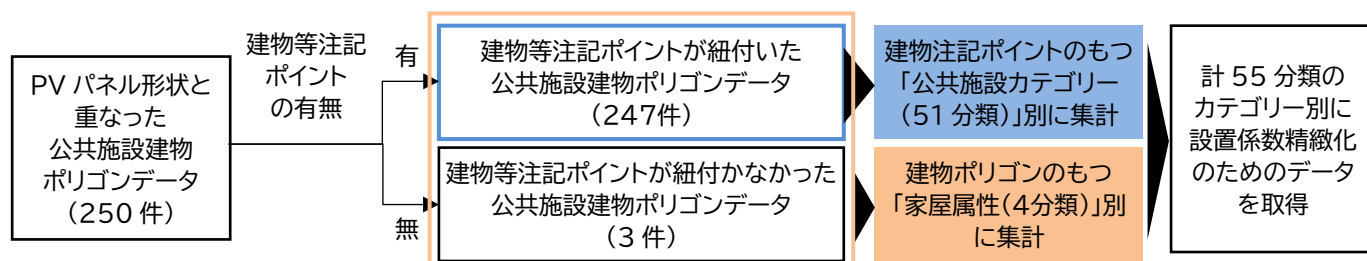 PVパネル形状と
重なった
公共施設建物
ポリゴンデータ
(250件)
建物等注記
ポイント
の有無
有
無
建物等注記ポイントが紐付いた
公共施設建物ポリゴンデータ
(247件)
建物等注記ポイントが紐付かなかった
公共施設建物ポリゴンデータ
(3件)
建物注記ポイントのもつ
「公共施設カテゴリー
(51分類)」別に集計
建物ポリゴンのもつ
「家屋属性(4分類)」別
に集計
計55分類の
カテゴリー別に
設置係数精緻化
のためのデータ
を取得